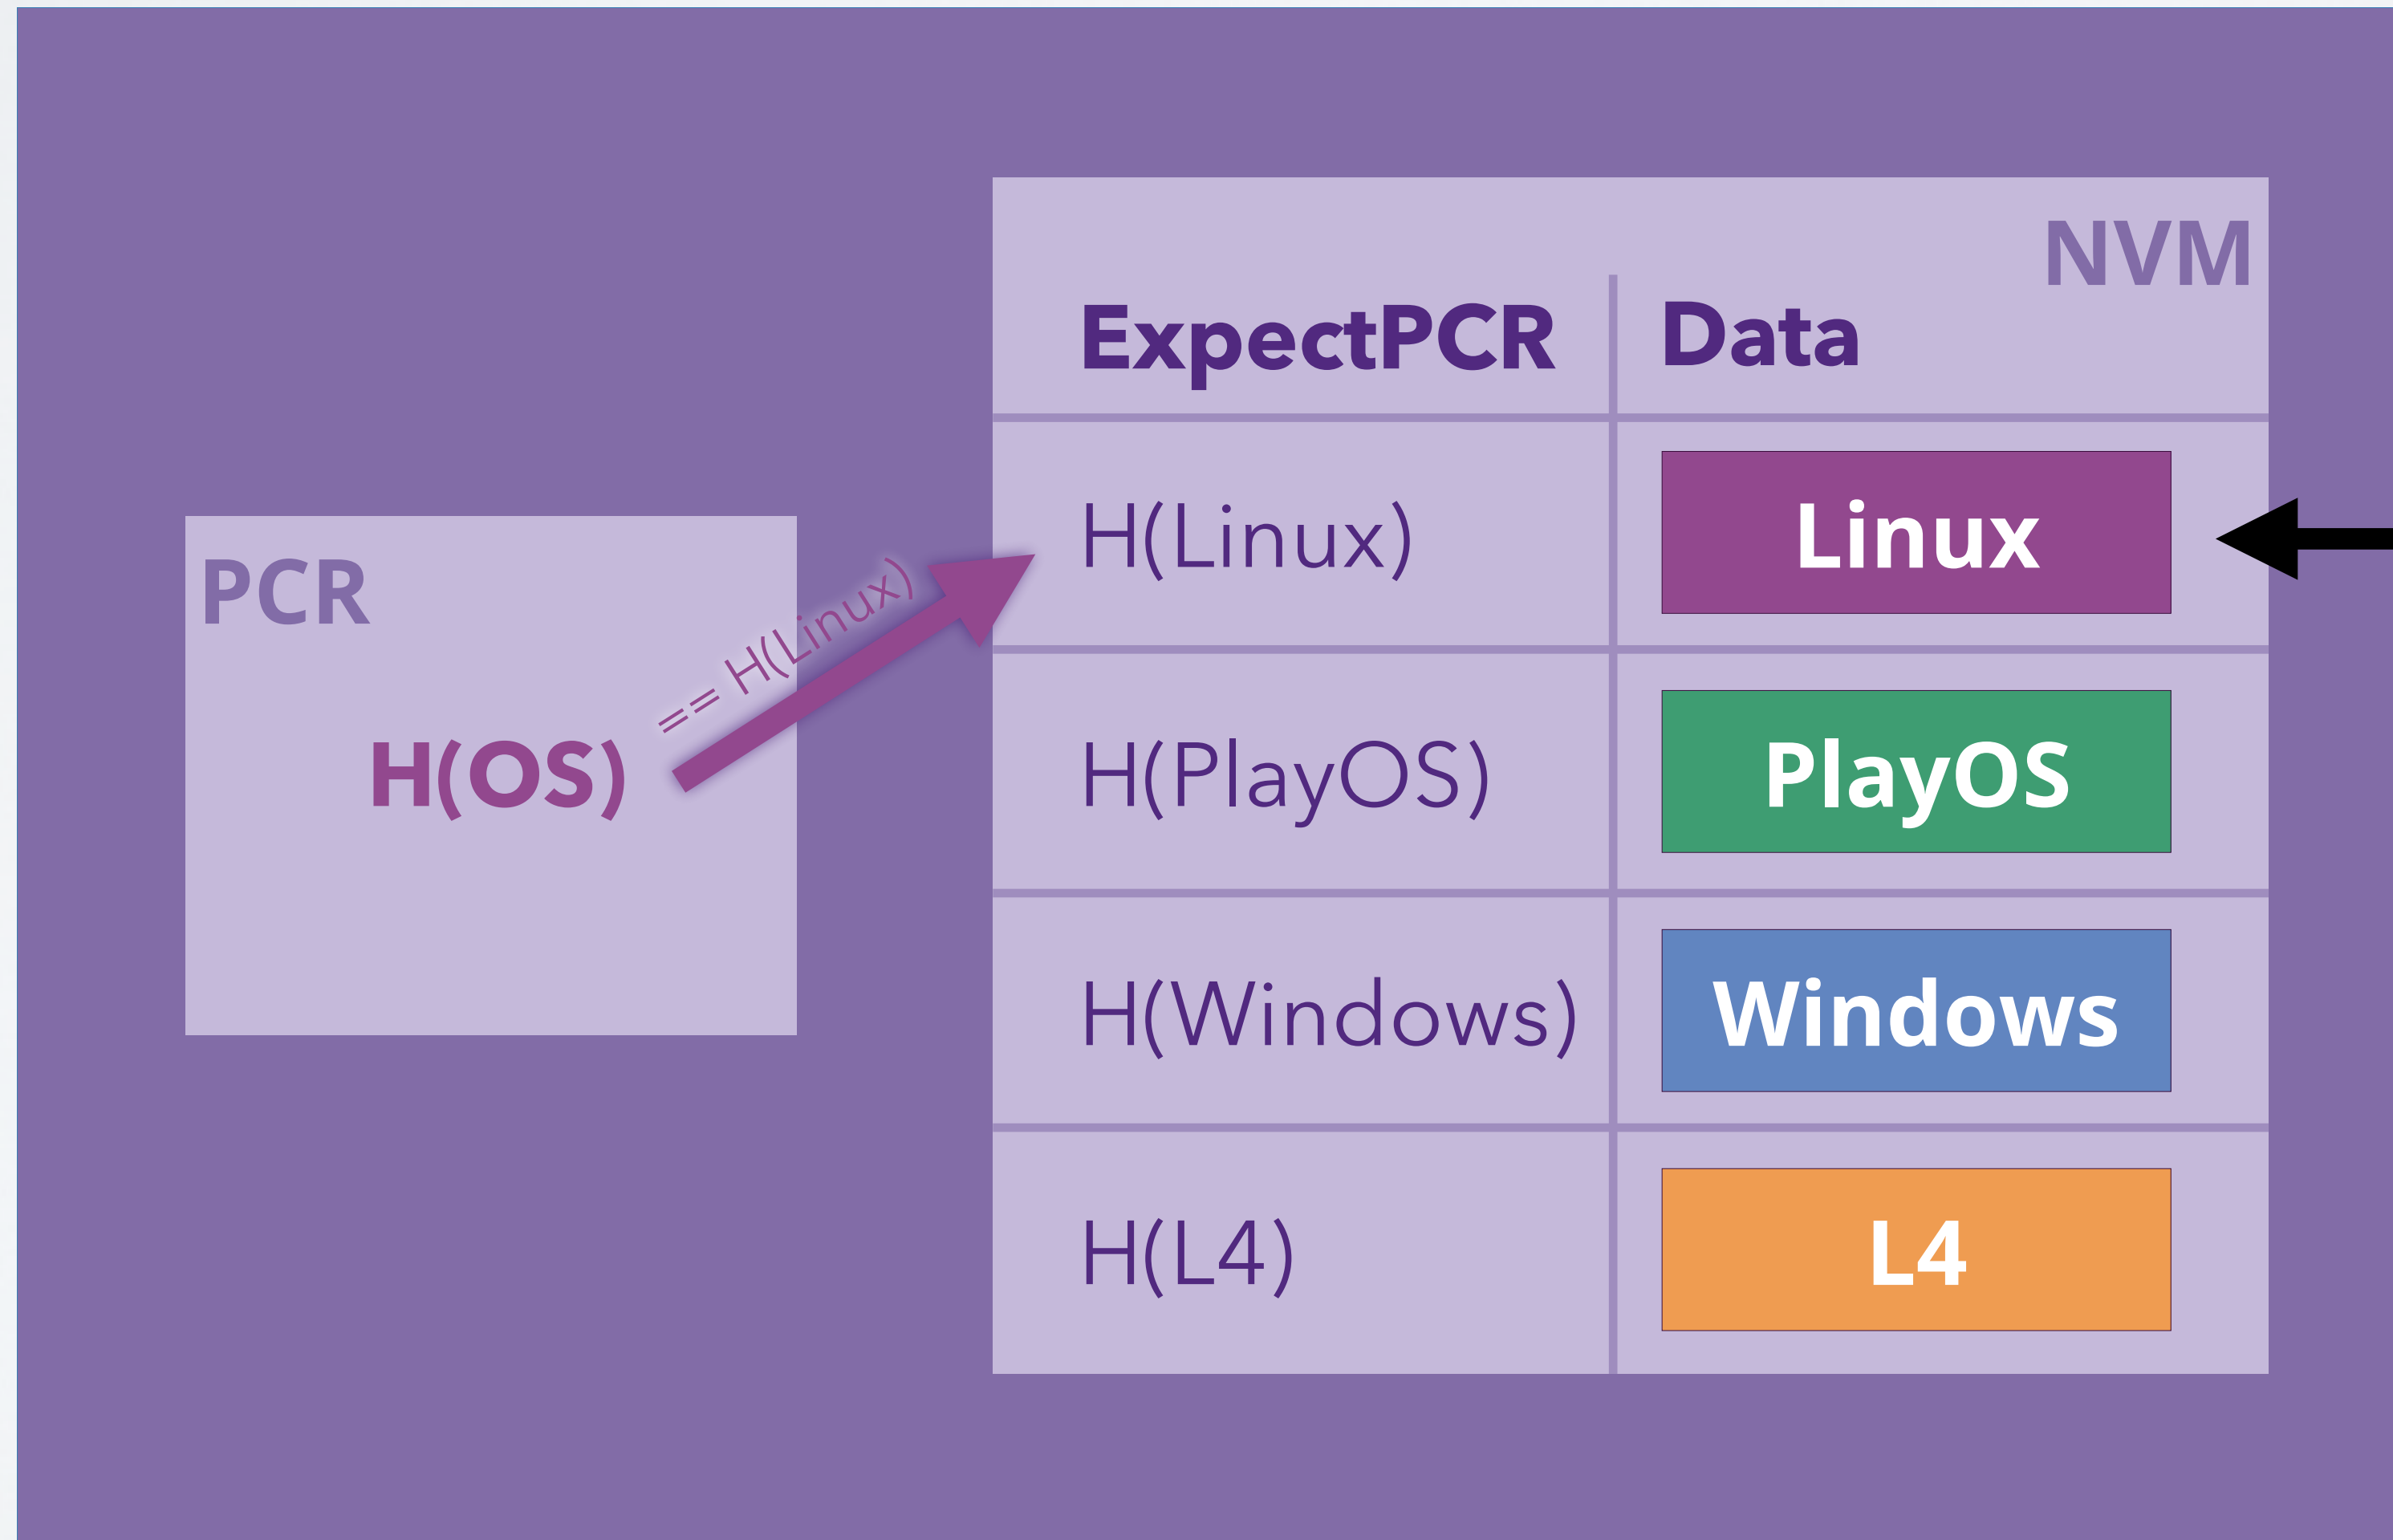 NVM
ExpectPCR Data
H(Linux) Linux
PCR
== H(Linux)
H(OS)
H(PlayOS) PlayOS
H(Windows) Windows
H(L4) L4